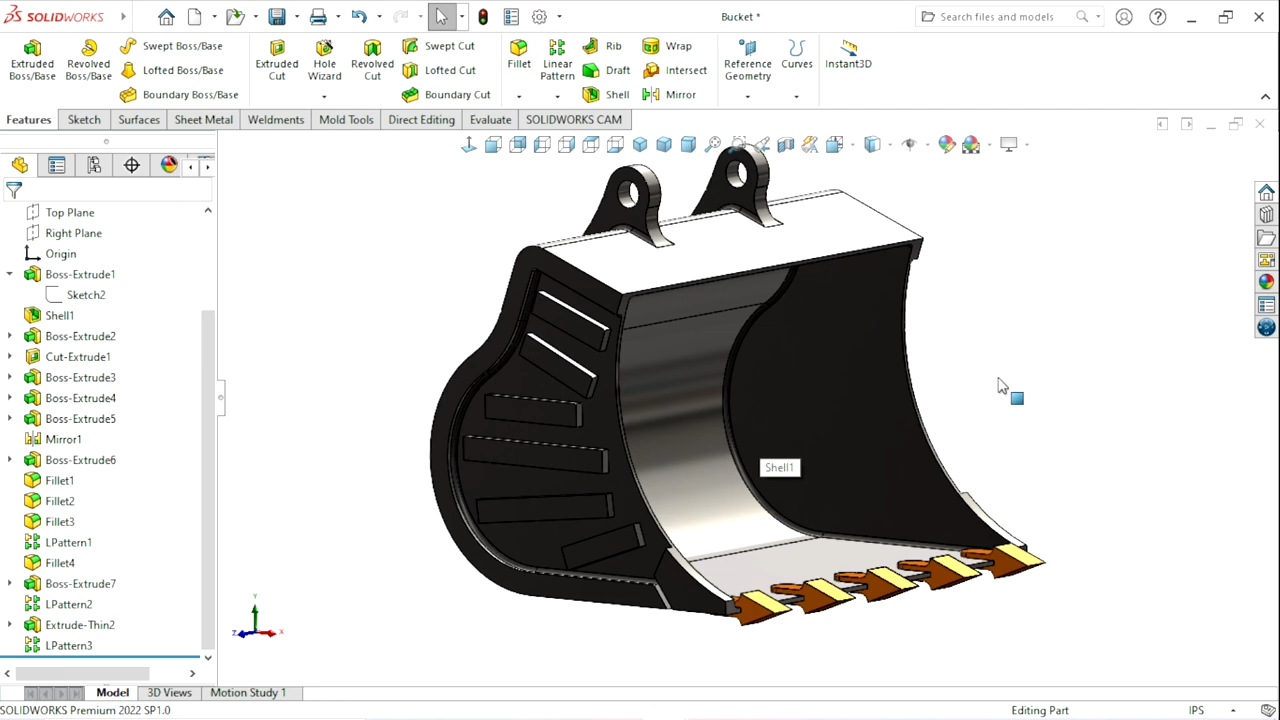 SOLIDWORKS
Bucket *
Search files and models
Extruded Boss/Base
Revolved Boss/Base
Swept Boss/Base
Lofted Boss/Base
Boundary Boss/Base
Extruded Cut
Hole Wizard
Revolved Cut
Swept Cut
Lofted Cut
Boundary Cut
Fillet
Linear Pattern
Rib
Draft
Shell
Wrap
Intersect
Mirror
Reference Geometry
Curves
Instant3D
Features
Sketch
Surfaces
Sheet Metal
Weldments
Mold Tools
Direct Editing
Evaluate
SOLIDWORKS CAM
Top Plane
Right Plane
Origin
Boss-Extrude1
Sketch2
Shell1
Boss-Extrude2
Cut-Extrude1
Boss-Extrude3
Boss-Extrude4
Boss-Extrude5
Mirror1
Boss-Extrude6
Fillet1
Fillet2
Fillet3
LPattern1
Fillet4
Boss-Extrude7
LPattern2
Extrude-Thin2
LPattern3
Shell1
Y
Z
X
Model
3D Views
Motion Study 1
SOLIDWORKS Premium 2022 SP1.0
Editing Part
IPS